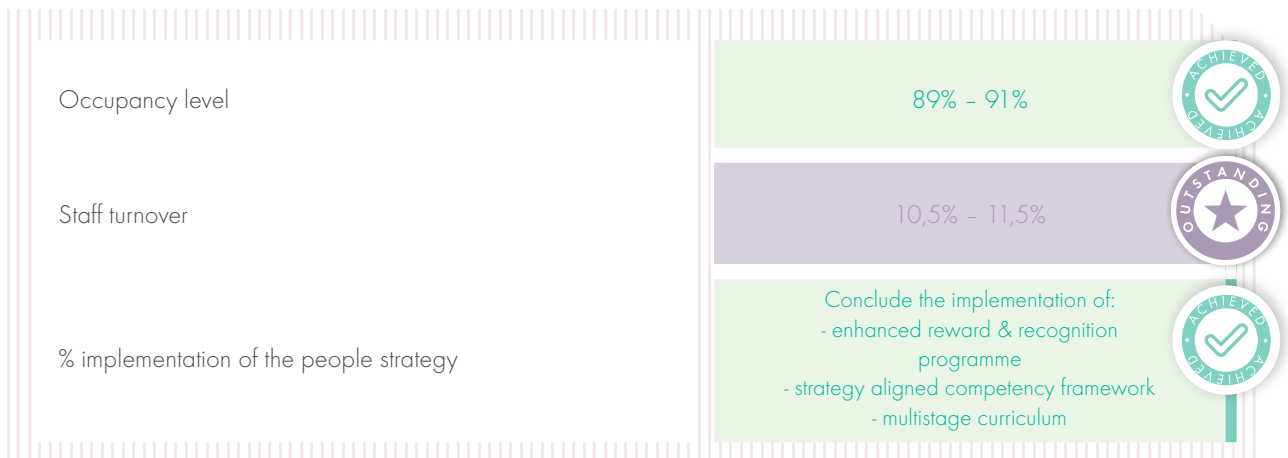 Occupancy level
89% – 91%
ACHIEVED • ACHIEVED •
Staff turnover
10,5% – 11,5%
OUTSTANDING
% implementation of the people strategy
Conclude the implementation of:
- enhanced reward & recognition
programme
- strategy aligned competency framework
- multistage curriculum
ACHIEVED • ACHIEVED •